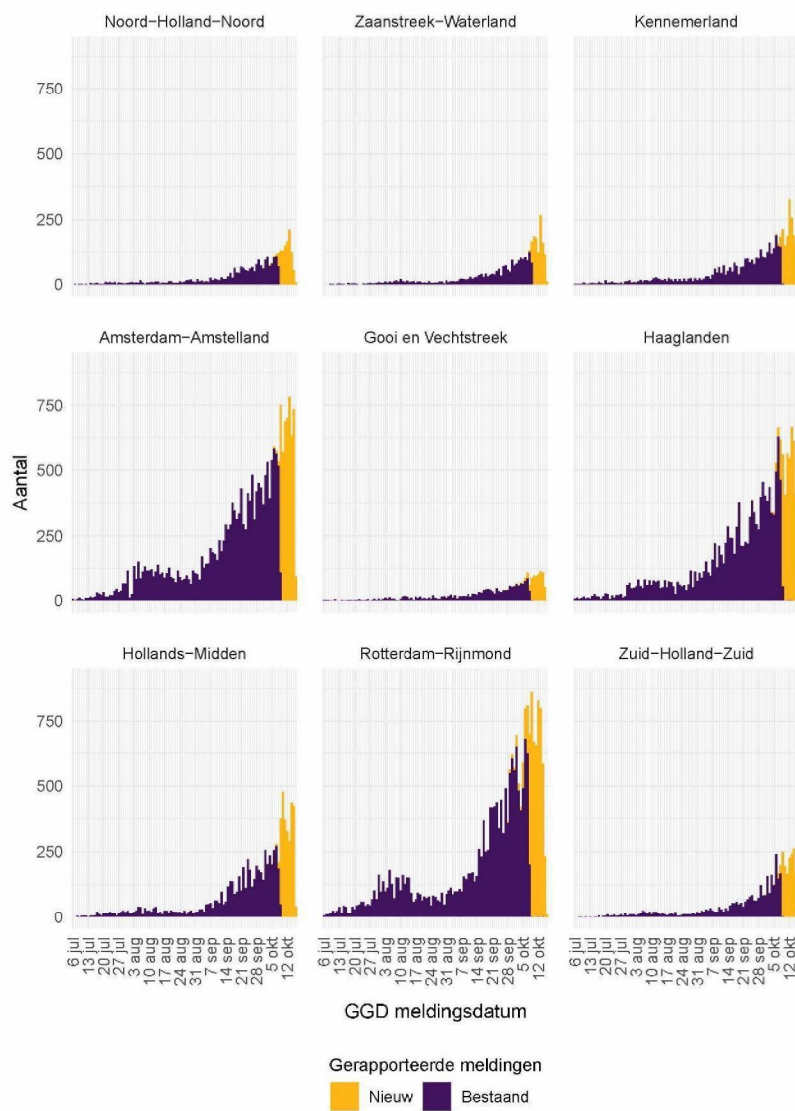 Noord-Holland-Noord
Zaanstreek-Waterland
Kennemerland
750
500
250
0
Amsterdam-Amstelland
Gooi en Vechtstreek
Haaglanden
Aantal
750
500
250
0
Hollands-Midden
Rotterdam-Rijnmond
Zuid-Holland-Zuid
750
500
250
0
6 jul
13 jul
20 jul
27 jul
3 aug
10 aug
17 aug
24 aug
31 aug
7 sep
14 sep
21 sep
28 sep
5 okt
12 okt
6 jul
13 jul
20 jul
27 jul
3 aug
10 aug
17 aug
24 aug
31 aug
7 sep
14 sep
21 sep
28 sep
5 okt
12 okt
6 jul
13 jul
20 jul
27 jul
3 aug
10 aug
17 aug
24 aug
31 aug
7 sep
14 sep
21 sep
28 sep
5 okt
12 okt
GGD meldingsdatum
Gerapporteerde meldingen
Nieuw
Bestaand